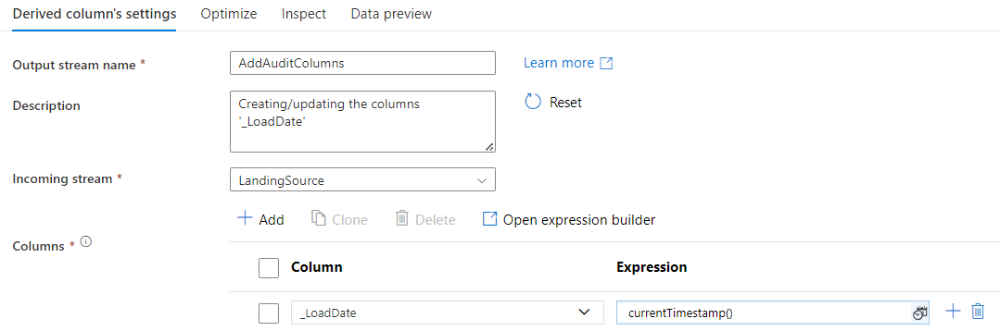 Derived column's settings Optimize Inspect Data preview
Output stream name * AddAuditColumns Learn more
Description Creating/updating the columns
'_LoadDate'
Reset
Incoming stream * LandingSource
Add Clone Delete Open expression builder
Columns *
Column Expression
_LoadDate currentTimestamp()